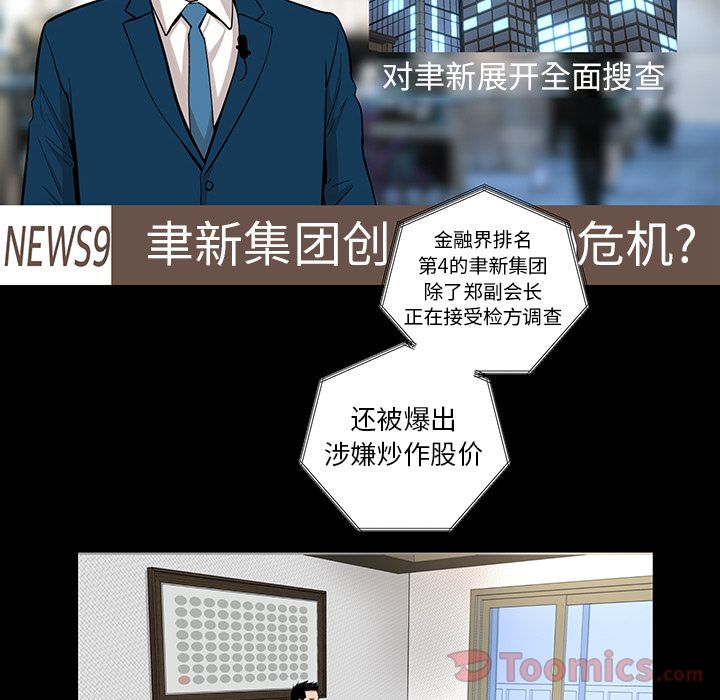 对聿新展开全面搜查
NEWS9
聿新集团创
危机?
金融界排名
第4的聿新集团
除了郑副会长
正在接受检方调查
还被爆出
涉嫌炒作股价
Toomics.com